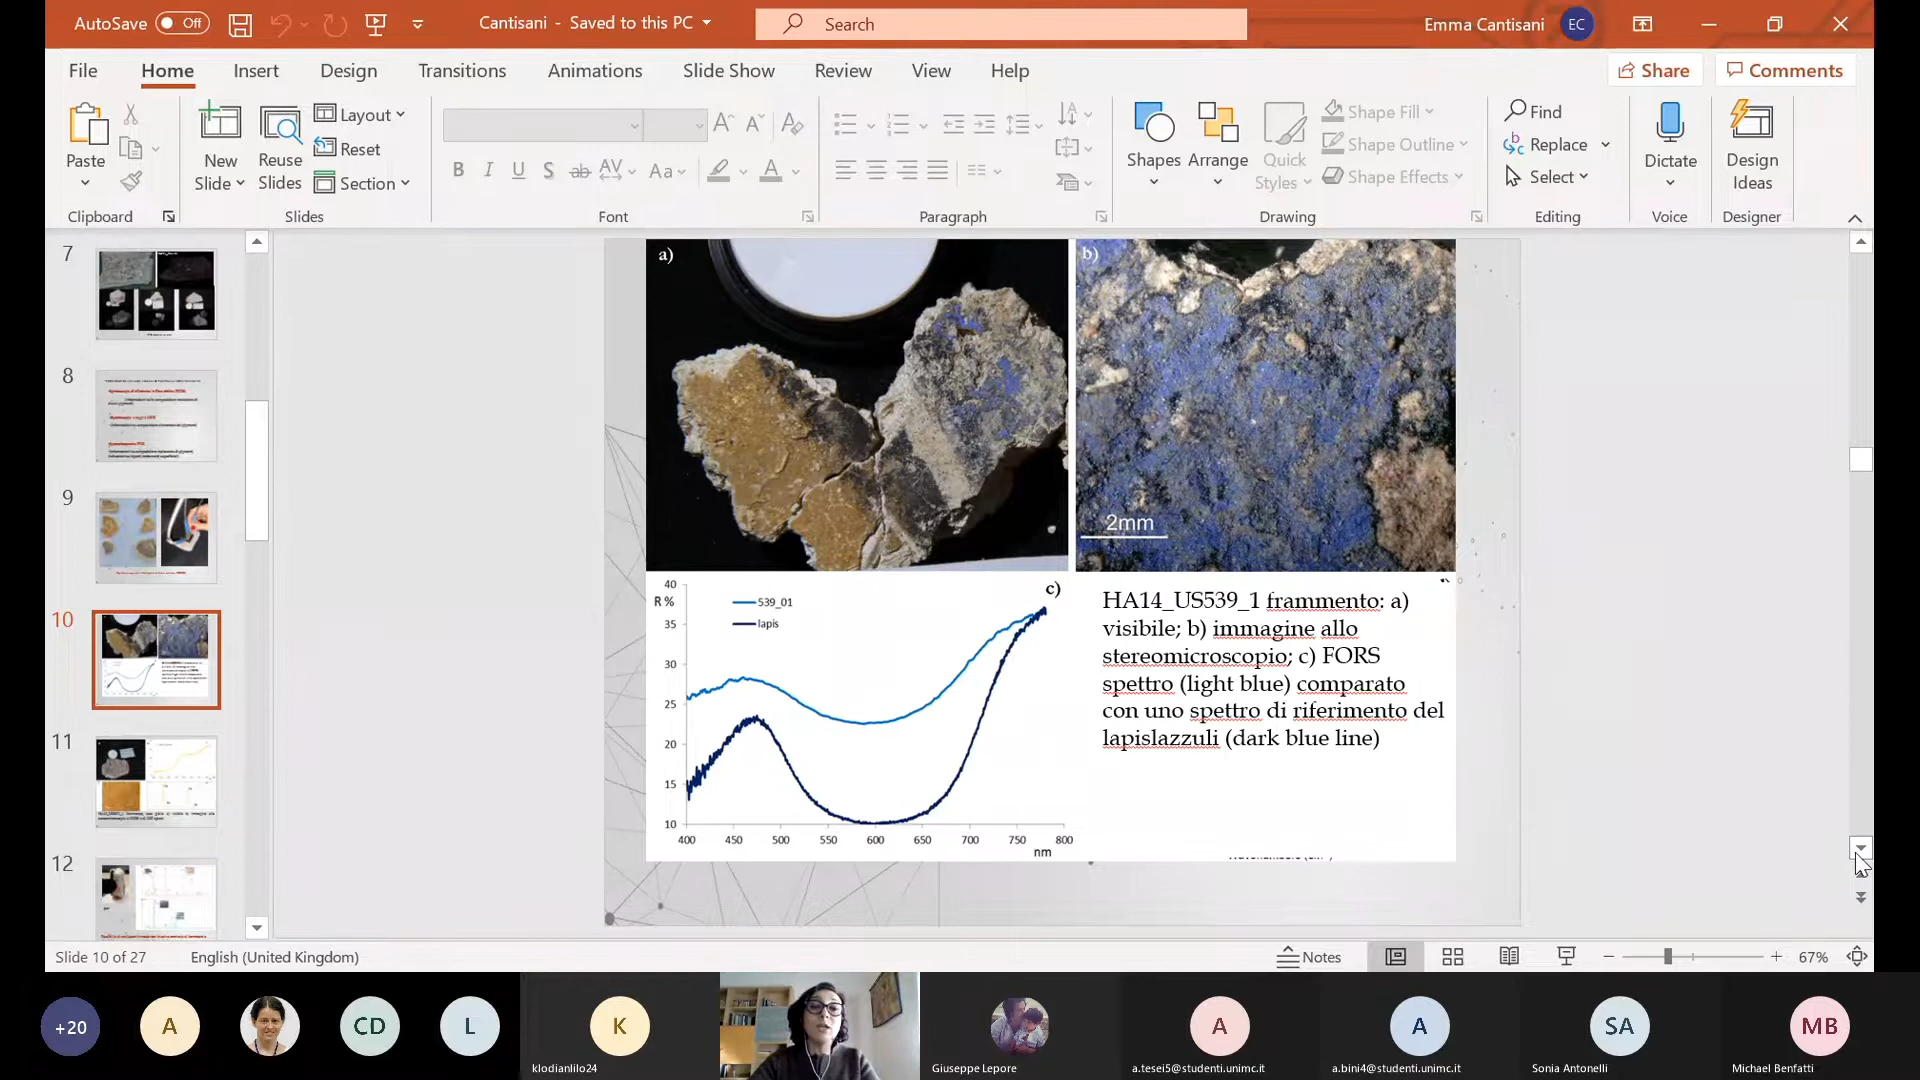 AutoSave Off Cantisani - Saved to this PC Search Emma Cantisani EC
File Home Insert Design Transitions Animations Slide Show Review View Help Share Comments
Paste
New Slide
Reuse Slides
Layout
Reset
Section
B I U S ab AV Aa A
Shapes
Arrange
Quick Styles
Shape Fill
Shape Outline
Shape Effects
Find
Replace
Select
Dictate
Design Ideas
Clipboard Slides Font Paragraph Drawing Editing Voice Designer
7
8
9
10
11
12
a)
b)
2mm
c)
R %
539_01
lapis
40
35
30
25
20
15
10
400 450 500 550 600 650 700 750 800
nm
HA14_US539_1 frammento: a)
visibile; b) immagine allo
stereomicroscopio; c) FORS
spettro (light blue) comparato
con uno spettro di riferimento del
lapislazzuli (dark blue line)
Slide 10 of 27 English (United Kingdom) Notes 67%
+20 A CD L K A A SA MB
klodianlilo24 Giuseppe Lepore a.tesei5@studenti.unimc.it a.bini4@studenti.unimc.it Sonia Antonelli Michael Benfatti